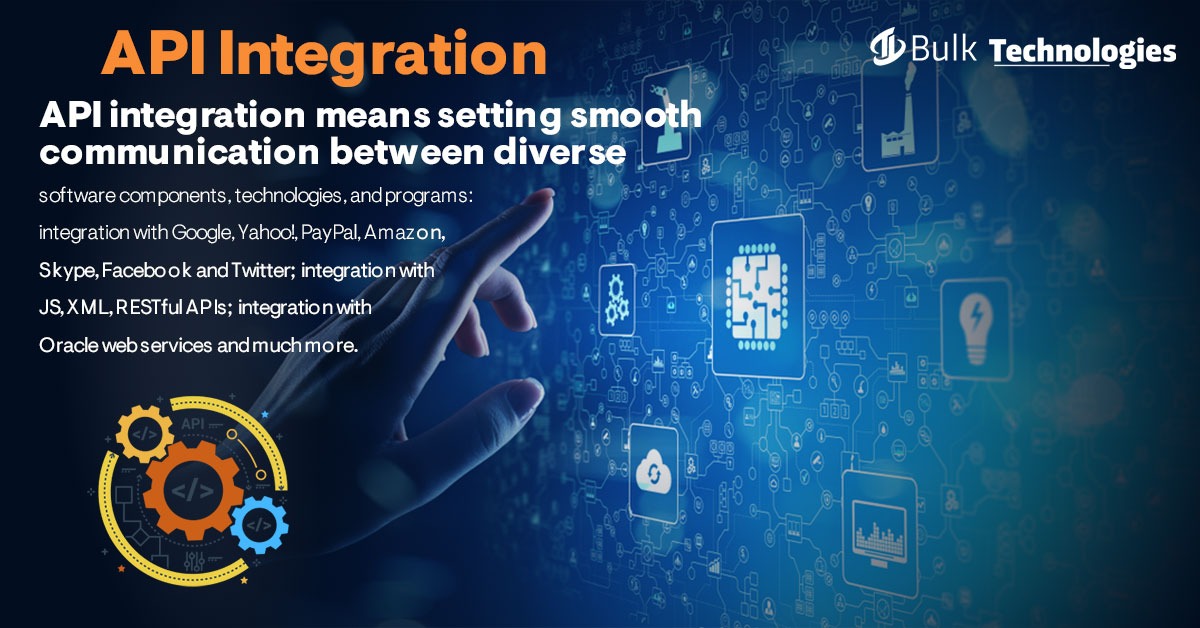 API Integration
Bulk Technologies
API integration means setting smooth
communication between diverse
software components, technologies, and programs:
integration with Google, Yahoo!, PayPal, Amazon,
Skype, Facebook and Twitter; integration with
JS, XML, RESTful APIs; integration with
Oracle web services and much more.
API
</>
</>
</>